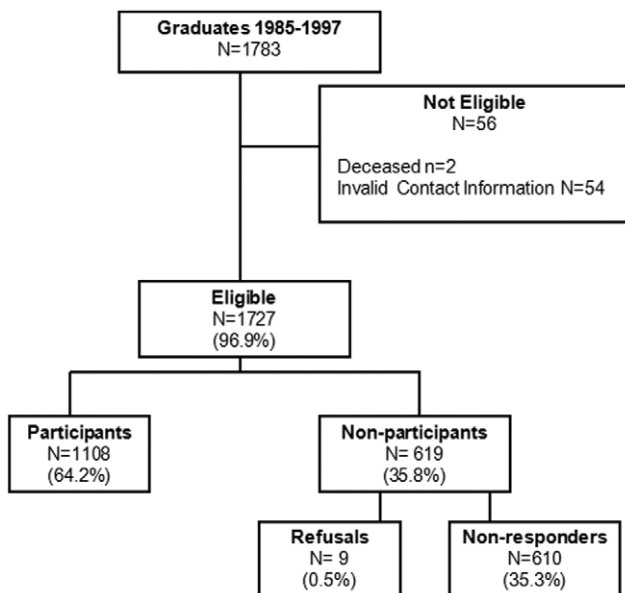 Graduates 1985-1997
N=1783
Not Eligible
N=56
Deceased n=2
Invalid Contact Information N=54
Eligible
N=1727
(96.9%)
Participants
N=1108
(64.2%)
Non-participants
N= 619
(35.8%)
Refusals
N= 9
(0.5%)
Non-responders
N=610
(35.3%)